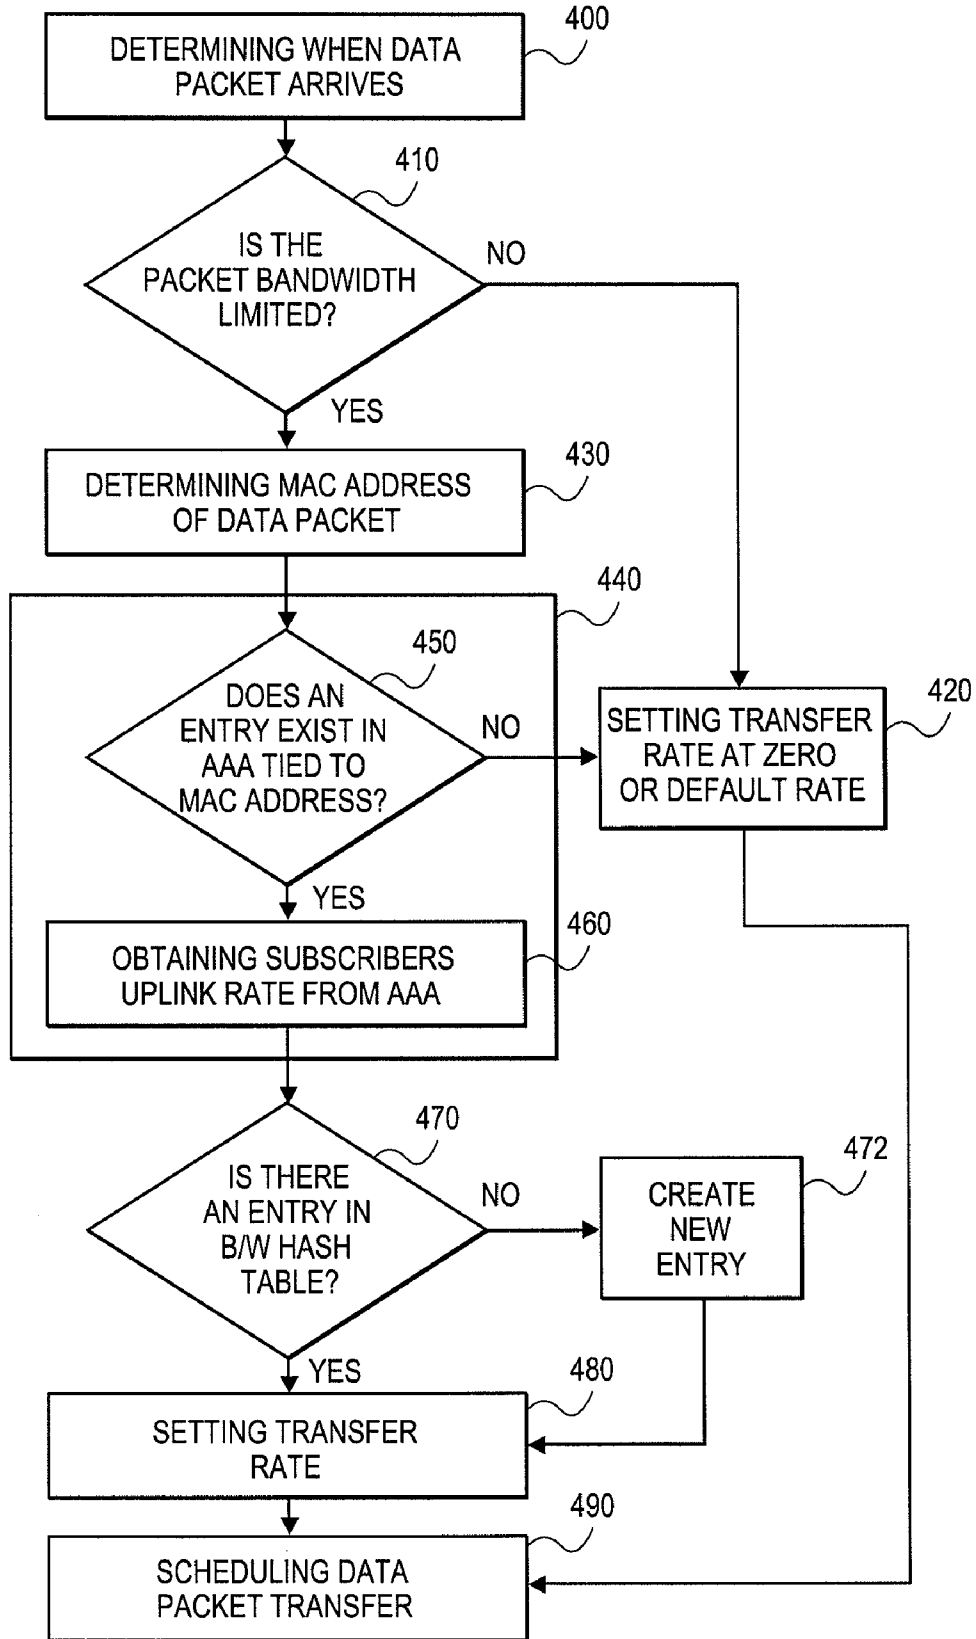 DETERMINING WHEN DATA
PACKET ARRIVES
400
410
IS THE
PACKET BANDWIDTH
LIMITED?
NO
YES
DETERMINING MAC ADDRESS
OF DATA PACKET
430
440
450
DOES AN
ENTRY EXIST IN
AAA TIED TO
MAC ADDRESS?
NO
YES
SETTING TRANSFER
RATE AT ZERO
OR DEFAULT RATE
420
OBTAINING SUBSCRIBERS
UPLINK RATE FROM AAA
460
470
IS THERE
AN ENTRY IN
B/W HASH
TABLE?
NO
YES
CREATE
NEW
ENTRY
472
SETTING TRANSFER
RATE
480
SCHEDULING DATA
PACKET TRANSFER
490